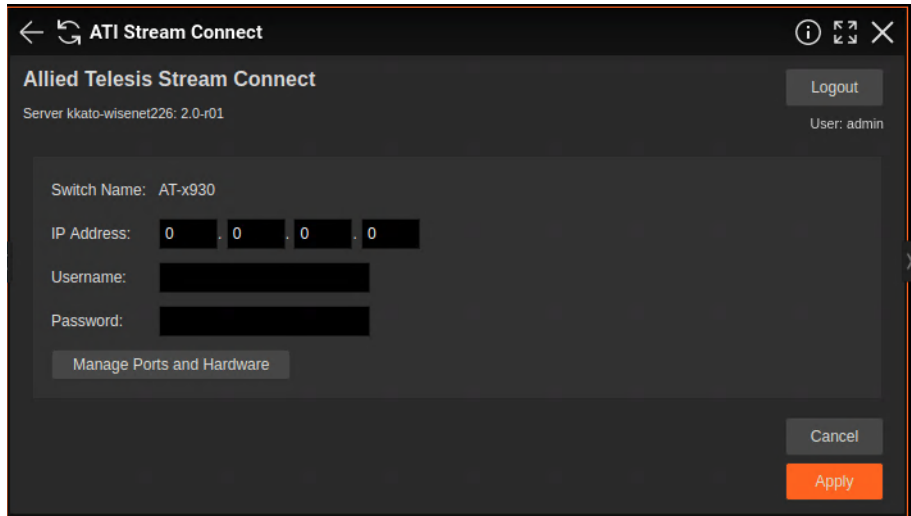 ATI Stream Connect
Allied Telesis Stream Connect
Logout
Server kkato-wisenet226: 2.0-r01
User: admin
Switch Name: AT-x930
IP Address: 0 . 0 . 0 . 0
Username:
Password:
Manage Ports and Hardware
Cancel
Apply